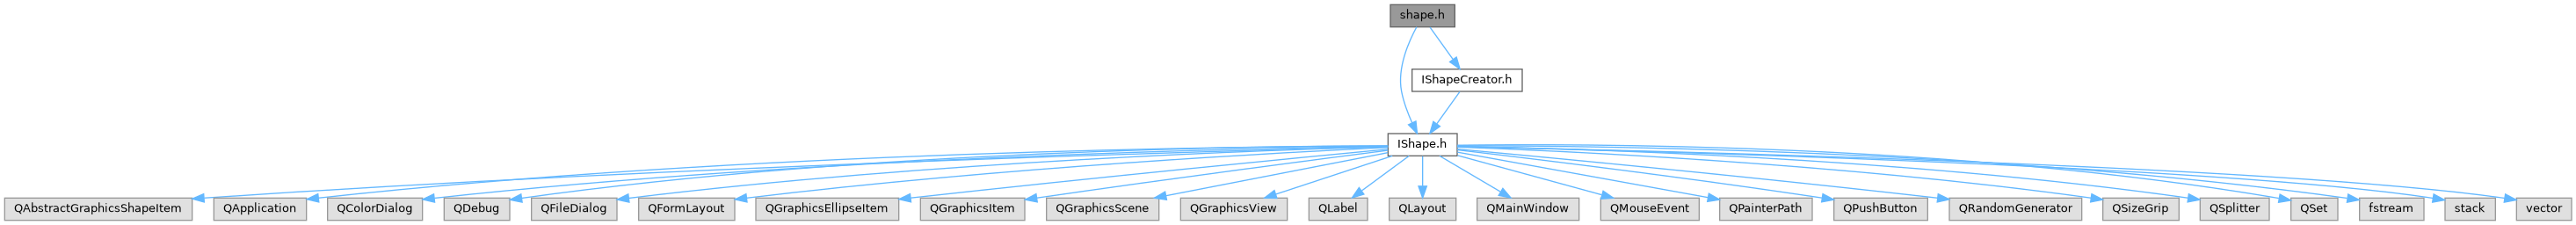 shape.h
IShapeCreator.h
IShape.h
QAbstractGraphicsShapeItem
QApplication
QColorDialog
QDebug
QFileDialog
QFormLayout
QGraphicsEllipseItem
QGraphicsItem
QGraphicsScene
QGraphicsView
QLabel
QLayout
QMainWindow
QMouseEvent
QPainterPath
QPushButton
QRandomGenerator
QSizeGrip
QSplitter
QSet
fstream
stack
vector